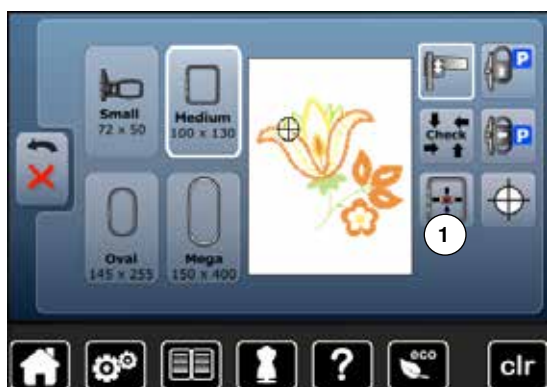 Small
72 x 50
Medium
100 x 130
Oval
145 x 255
Mega
150 x 400
P
Check
P
1
?
eco
clr